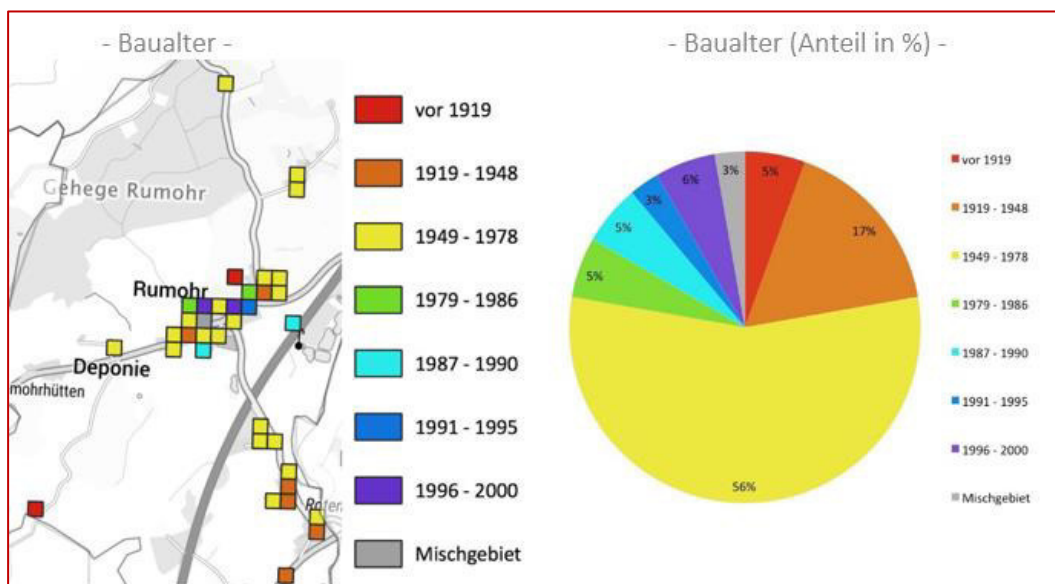 - Baualter -
Gehege Rumohr
Rumohr
Deponie
mohrhütten
vor 1919
1919 - 1948
1949 - 1978
1979 - 1986
1987 - 1990
1991 - 1995
1996 - 2000
Mischgebiet
- Baualter (Anteil in %) -
5%
17%
56%
5%
5%
3%
6%
3%
vor 1919
1919 - 1948
1949 - 1978
1979 - 1986
1987 - 1990
1991 - 1995
1996 - 2000
Mischgebiet